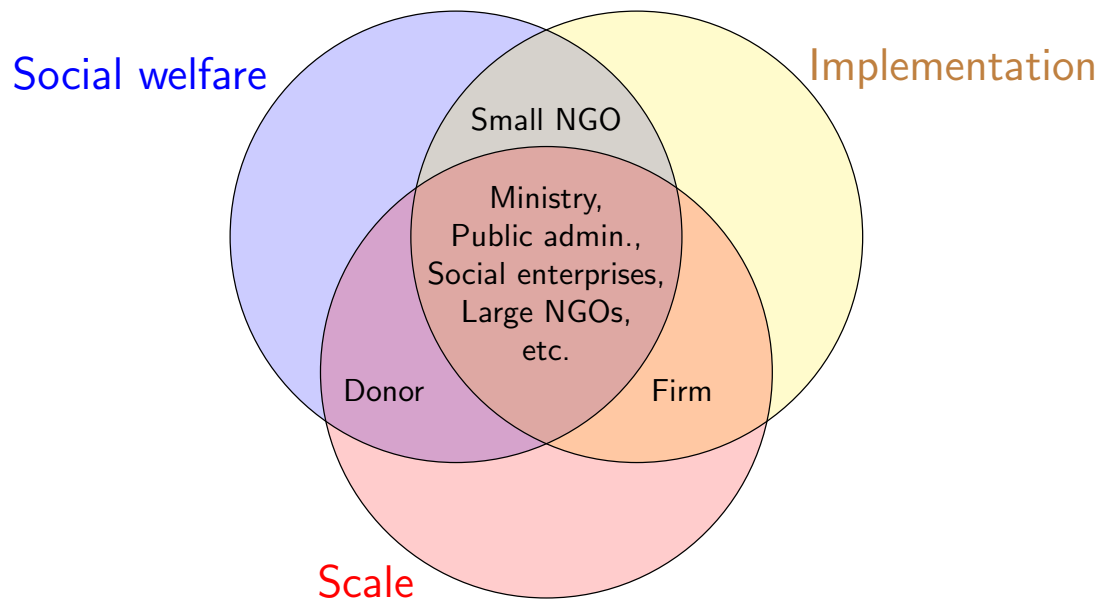 Social welfare
Implementation
Small NGO
Ministry,
Public admin.,
Social enterprises,
Large NGOs,
etc.
Donor
Firm
Scale